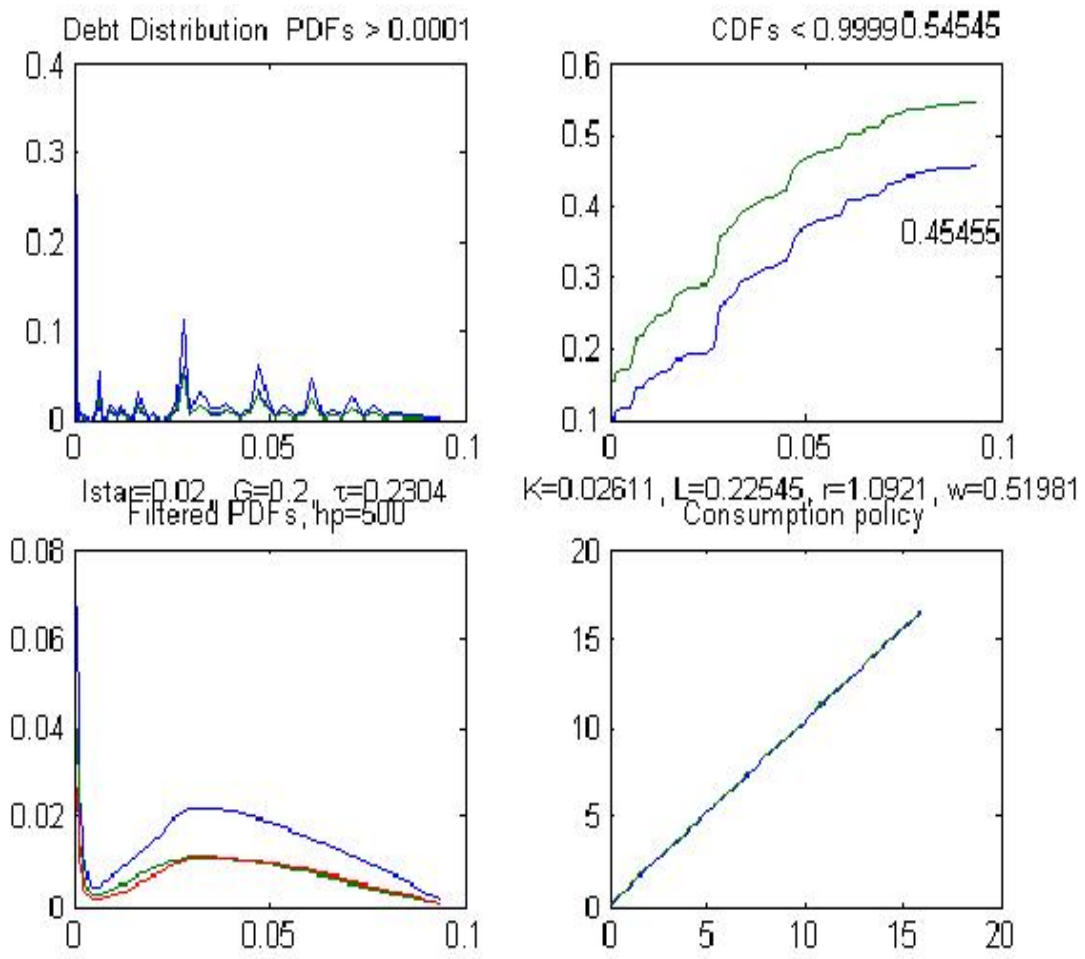 Debt Distribution PDFs > 0.0001
0.4
0.3
0.2
0.1
0
0 0.05 0.1
CDFs < 0.9999 0.54545
0.6
0.5
0.4
0.45455
0.3
0.2
0.1
0 0.05 0.1
Istar=0.02, G=0.2, τ=0.2304
Filtered PDFs, hp=500
0.08
0.06
0.04
0.02
0
0 0.05 0.1
K=0.02611, L=0.22545, r=1.0921, w=0.51981
Consumption policy
20
15
10
5
0
0 5 10 15 20